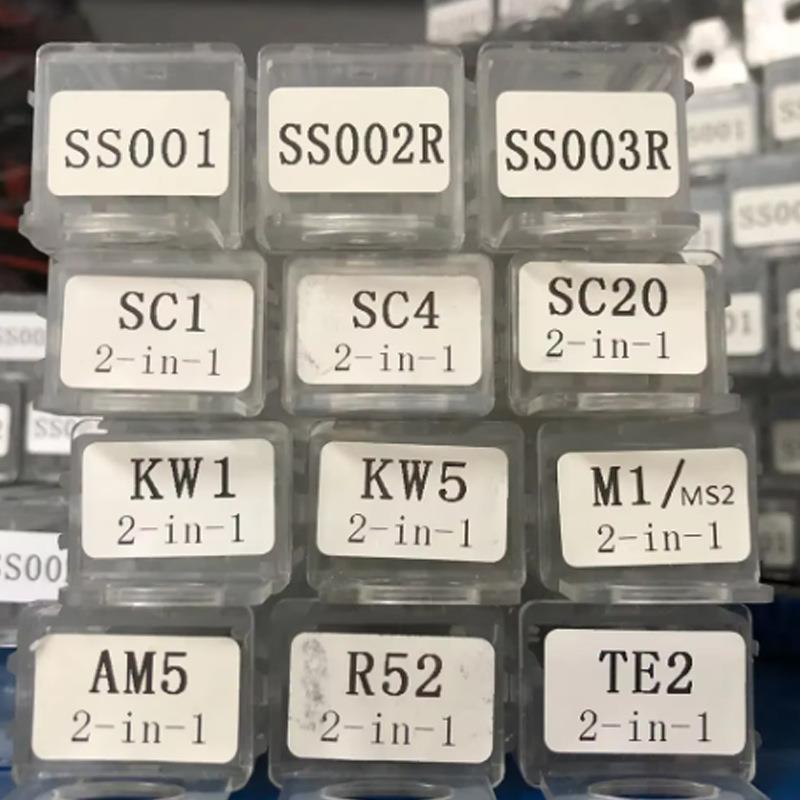 SS001
SS002R
SS003R
SC1
2-in-1
SC4
2-in-1
SC20
2-in-1
KW1
2-in-1
KW5
2-in-1
M1/MS2
2-in-1
AM5
2-in-1
R52
2-in-1
TE2
2-in-1